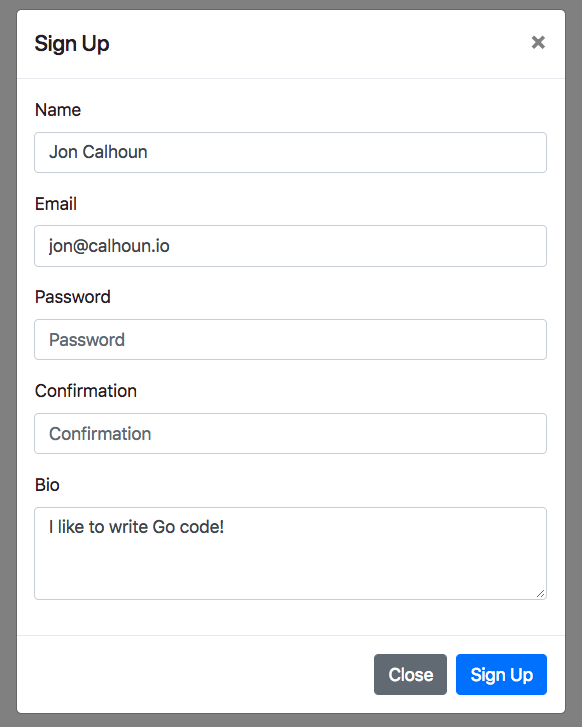 Sign Up ×
Name
Jon Calhoun
Email
jon@calhoun.io
Password
Password
Confirmation
Confirmation
Bio
I like to write Go code!
Close Sign Up